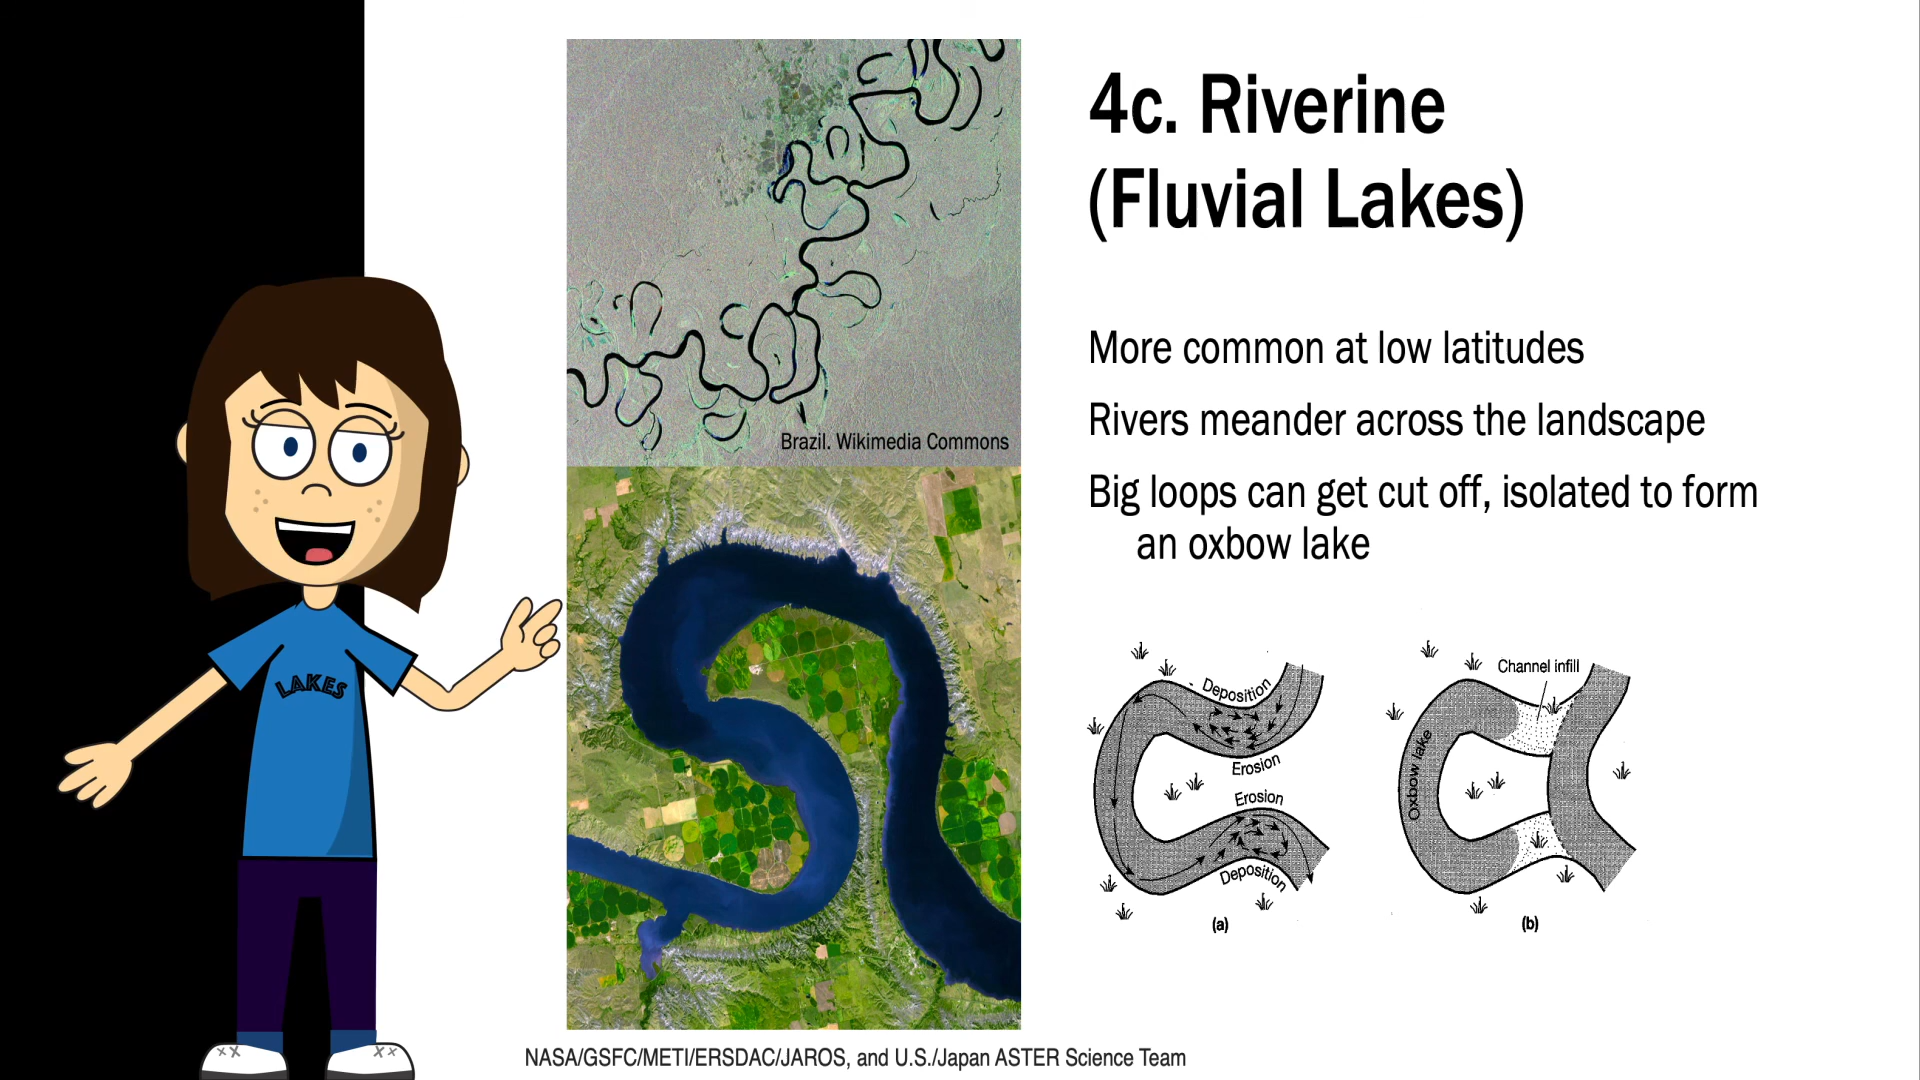 4c. Riverine
(Fluvial Lakes)
More common at low latitudes
Rivers meander across the landscape
Big loops can get cut off, isolated to form
an oxbow lake
Brazil. Wikimedia Commons
LAKES
Deposition
Erosion
Erosion
Deposition
(a)
Channel infill
Oxbow lake
(b)
NASA/GSFC/METI/ERSDAC/JAROS, and U.S./Japan ASTER Science Team